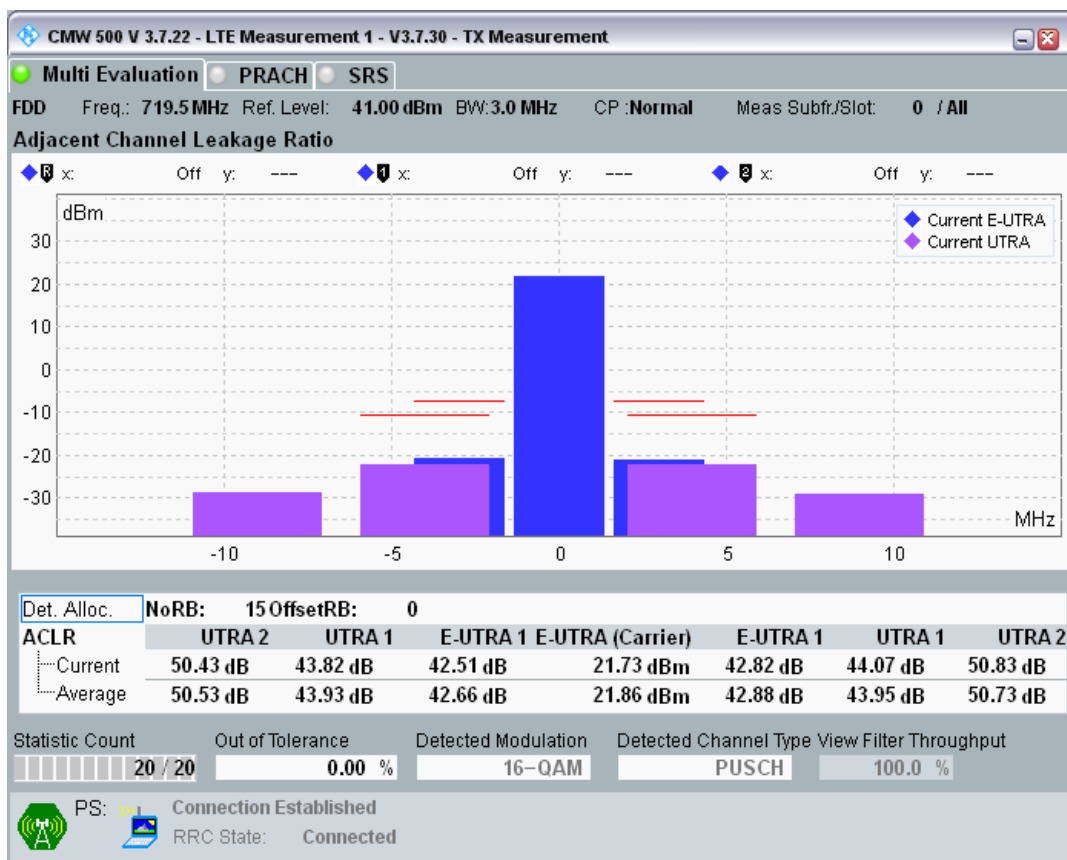 CMW 500 V 3.7.22 - LTE Measurement 1 - V3.7.30 - TX Measurement
Multi Evaluation PRACH SRS
FDD Freq.: 719.5 MHz Ref. Level: 41.00 dBm BW: 3.0 MHz CP :Normal Meas Subfr./Slot: 0 / All
Adjacent Channel Leakage Ratio
R x: Off y: --- 1 x: Off y: --- 2 x: Off y: ---
dBm
Current E-UTRA
Current UTRA
30
20
10
0
-10
-20
-30
MHz
-10 -5 0 5 10
Det. Alloc. NoRB: 15 OffsetRB: 0
ACLR UTRA 2 UTRA 1 E-UTRA 1 E-UTRA (Carrier) E-UTRA 1 UTRA 1 UTRA 2
Current 50.43 dB 43.82 dB 42.51 dB 21.73 dBm 42.82 dB 44.07 dB 50.83 dB
Average 50.53 dB 43.93 dB 42.66 dB 21.86 dBm 42.88 dB 43.95 dB 50.73 dB
Statistic Count Out of Tolerance Detected Modulation Detected Channel Type View Filter Throughput
20 / 20 0.00 % 16-QAM PUSCH 100.0 %
PS: Connection Established
RRC State: Connected